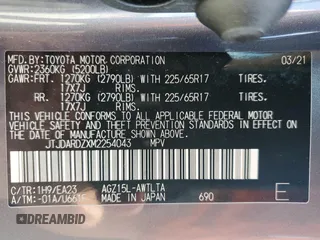 MFD.BY TOYOTA MOTOR CORPORATION 03/21
GVWR:2360KG (5200LB)
GAWR:FRT. 1270KG (2790LB) WITH 225/65R17 TIRES.
17X7J
RR. 1270KG (2790LB) WITH 225/65R17 TIRES.
17X7J
THIS VEHICLE CONFORMS TO ALL APPLICABLE FEDERAL
MOTOR VEHICLE SAFETY, BUMPER, AND THEFT
PREVENTION STANDARDS IN EFFECT ON THE DATE
OF MANUFACTURE SHOWN ABOVE.
JTJDARDZXM2254043 MPV
C/TR:1H9/EA23 AGZ15L-AWTLTA
A/TM:-01A/U661F MADE IN JAPAN 690
E